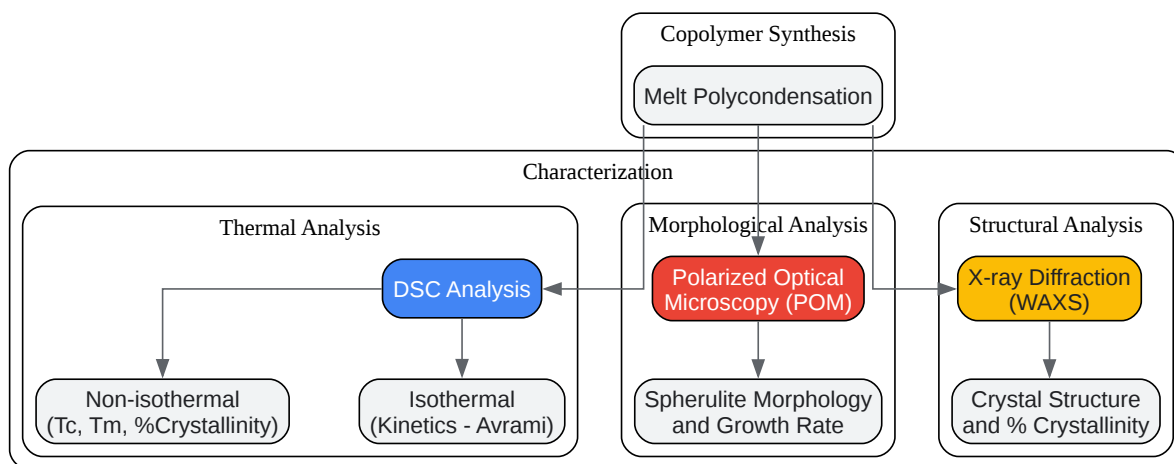 Copolymer Synthesis
Melt Polycondensation
Characterization
Thermal Analysis
DSC Analysis
Non-isothermal
(Tc, Tm, %Crystallinity)
Isothermal
(Kinetics - Avrami)
Morphological Analysis
Polarized Optical
Microscopy (POM)
Spherulite Morphology
and Growth Rate
Structural Analysis
X-ray Diffraction
(WAXS)
Crystal Structure
and % Crystallinity